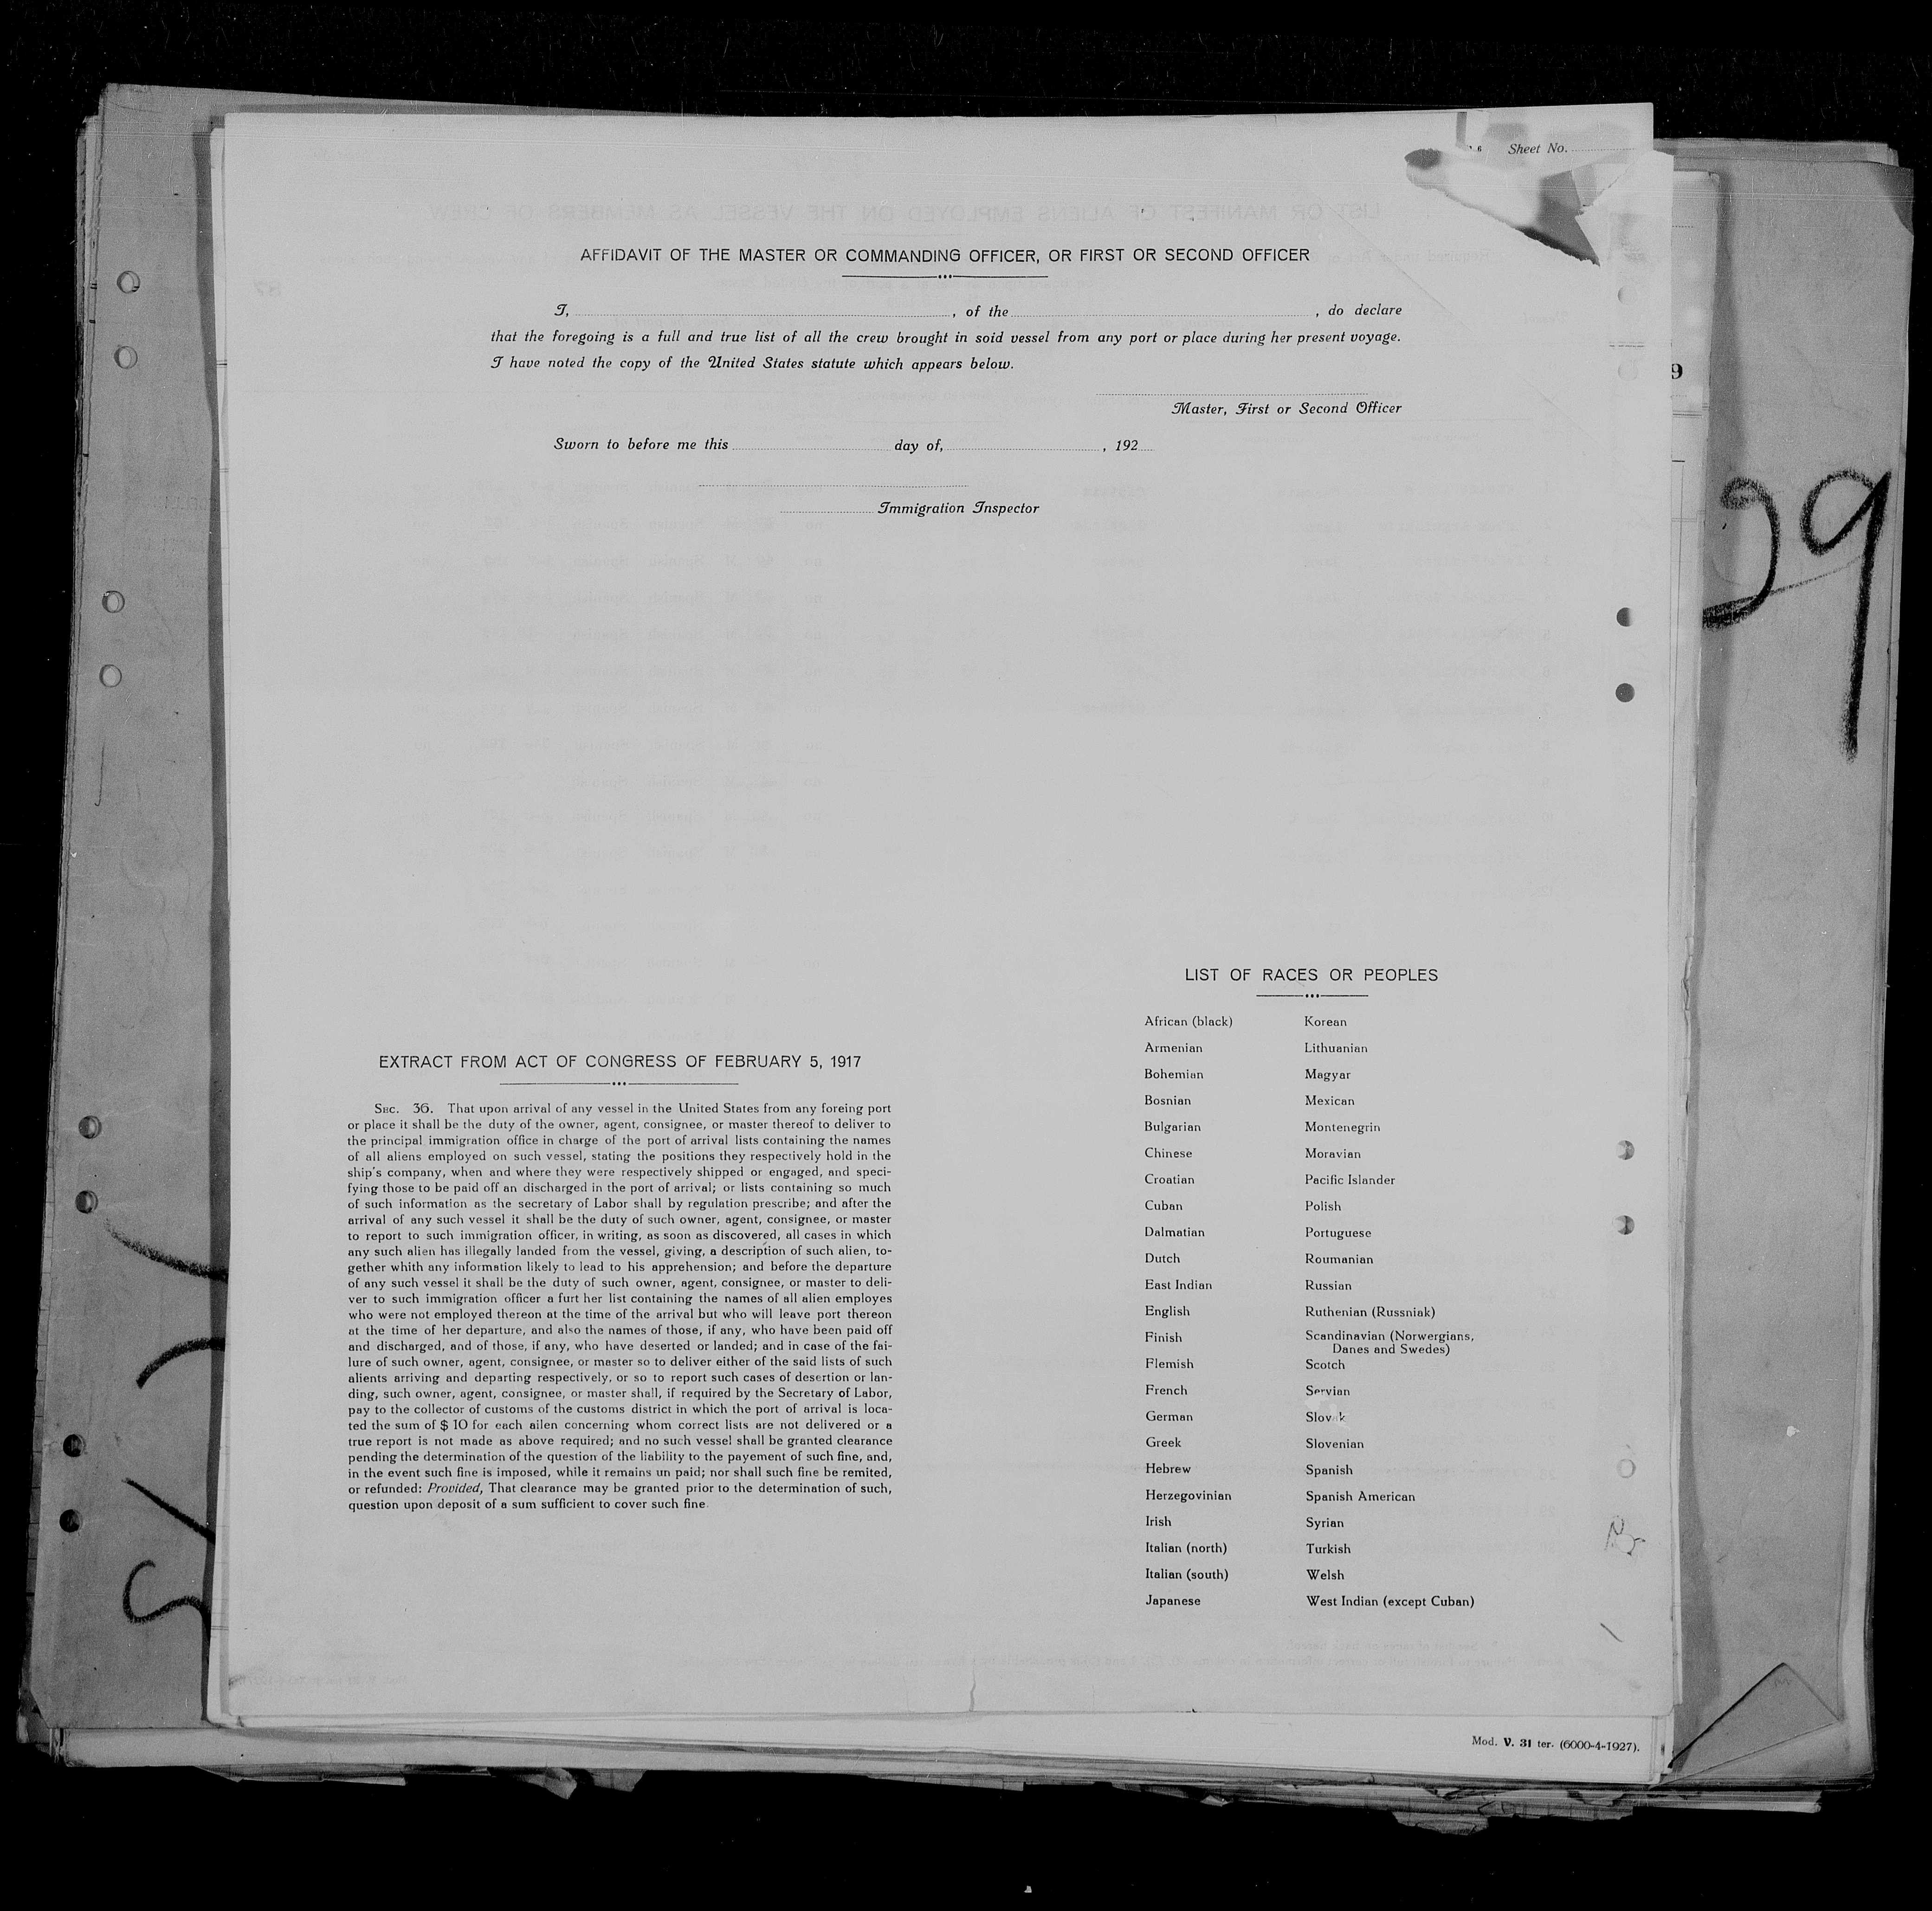 Sheet No.
AFFIDAVIT OF THE MASTER OR COMMANDING OFFICER, OR FIRST OR SECOND OFFICER
I, , of the , do declare
that the foregoing is a full and true list of all the crew brought in soid vessel from any port or place during her present voyage.
I have noted the copy of the United States statute which appears below.
Master, First or Second Officer
Sworn to before me this day of, , 192
Immigration Inspector
9
99
EXTRACT FROM ACT OF CONGRESS OF FEBRUARY 5, 1917
SEC. 36. That upon arrival of any vessel in the United States from any foreing port
or place it shall be the duty of the owner, agent, consignee, or master thereof to deliver to
the principal immigration office in charge of the port of arrival lists containing the names
of all aliens employed on such vessel, stating the positions they respectively hold in the
ship's company, when and where they were respectively shipped or engaged, and speci-
fying those to be paid off an discharged in the port of arrival; or lists containing so much
of such information as the secretary of Labor shall by regulation prescribe; and after the
arrival of any such vessel it shall be the duty of such owner, agent, consignee, or master
to report to such immigration officer, in writing, as soon as discovered, all cases in which
any such alien has illegally landed from the vessel, giving, a description of such alien, to-
gether whith any information likely to lead to his apprehension; and before the departure
of any such vessel it shall be the duty of such owner, agent, consignee, or master to deli-
ver to such immigration officer a furt her list containing the names of all alien employes
who were not employed thereon at the time of the arrival but who will leave port thereon
at the time of her departure, and also the names of those, if any, who have been paid off
and discharged, and of those, if any, who have deserted or landed; and in case of the fai-
lure of such owner, agent, consignee, or master so to deliver either of the said lists of such
alients arriving and departing respectively, or so to report such cases of desertion or lan-
ding, such owner, agent, consignee, or master shall, if required by the Secretary of Labor,
pay to the collector of customs of the customs district in which the port of arrival is loca-
ted the sum of $ 10 for each ailen concerning whom correct lists are not delivered or a
true report is not made as above required; and no such vessel shall be granted clearance
pending the determination of the question of the liability to the payement of such fine, and,
in the event such fine is imposed, while it remains un paid; nor shall such fine be remited,
or refunded: Provided, That clearance may be granted prior to the determination of such,
question upon deposit of a sum sufficient to cover such fine.
LIST OF RACES OR PEOPLES
African (black)
Armenian
Bohemian
Bosnian
Bulgarian
Chinese
Croatian
Cuban
Dalmatian
Dutch
East Indian
English
Finish
Flemish
French
German
Greek
Hebrew
Herzegovinian
Irish
Italian (north)
Italian (south)
Japanese
Korean
Lithuanian
Magyar
Mexican
Montenegrin
Moravian
Pacific Islander
Polish
Portuguese
Roumanian
Russian
Ruthenian (Russniak)
Scandinavian (Norwergians,
Danes and Swedes)
Scotch
Servian
Slovak
Slovenian
Spanish
Spanish American
Syrian
Turkish
Welsh
West Indian (except Cuban)
Mod. V. 31 ter. (6000-4-1927).